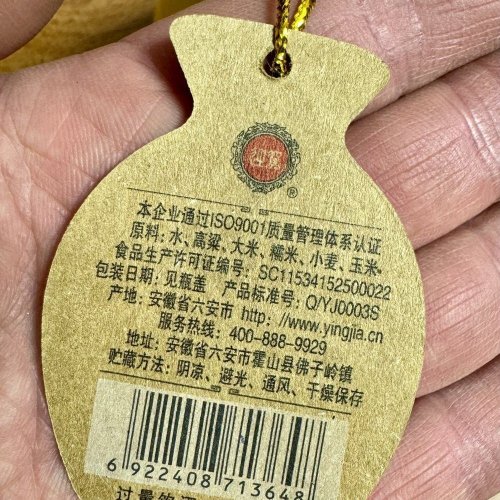 ®
本企业通过ISO9001质量管理体系认证
原料：水、高粱、大米、糯米、小麦、玉米
食品生产许可证编号：SC11534152500022
包装日期：见瓶盖 产品标准号：Q/YJ0003S
产地：安徽省六安市 http：//www.yingjia.cn
服务热线：400-888-9929
地址：安徽省六安市霍山县佛子岭镇
贮藏方法：阴凉、避光、通风、干燥保存
6 922408 713648
过量饮酒